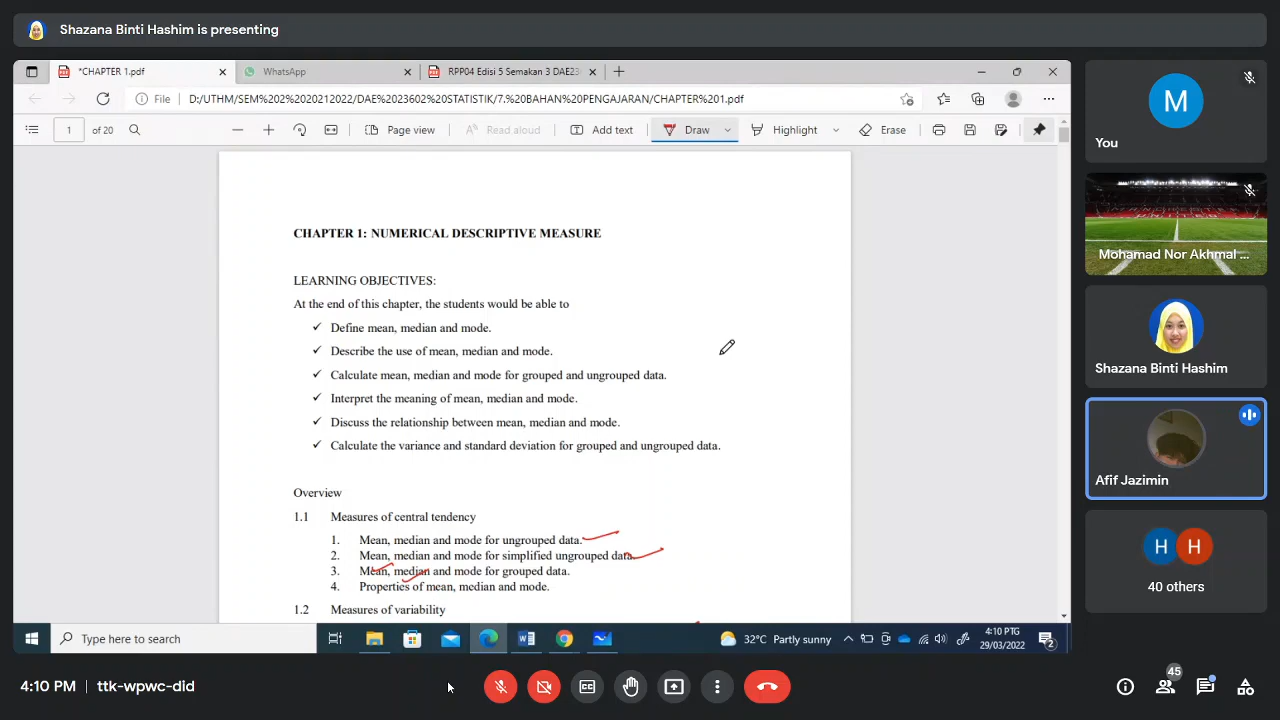 Shazana Binti Hashim is presenting
*CHAPTER 1.pdf
WhatsApp
RPP04 Edisi 5 Semakan 3 DAE23
File
D:/UTHM/SEM%202%2020212022/DAE%2023602%20STATISTIK/7.%20BAHAN%20PENGAJARAN/CHAPTER%201.pdf
1 of 20
Page view
Read aloud
Add text
Draw
Highlight
Erase
CHAPTER 1: NUMERICAL DESCRIPTIVE MEASURE
LEARNING OBJECTIVES:
At the end of this chapter, the students would be able to
✓ Define mean, median and mode.
✓ Describe the use of mean, median and mode.
✓ Calculate mean, median and mode for grouped and ungrouped data.
✓ Interpret the meaning of mean, median and mode.
✓ Discuss the relationship between mean, median and mode.
✓ Calculate the variance and standard deviation for grouped and ungrouped data.
Overview
1.1 Measures of central tendency
1. Mean, median and mode for ungrouped data.
2. Mean, median and mode for simplified ungrouped data.
3. Mean, median and mode for grouped data.
4. Properties of mean, median and mode.
1.2 Measures of variability
Type here to search
32°C Partly sunny
4:10 PTG
29/03/2022
2
M
You
UNITED
Mohamad Nor Akhmal ...
Shazana Binti Hashim
Afif Jazimin
H H
40 others
4:10 PM | ttk-wpwc-did
45